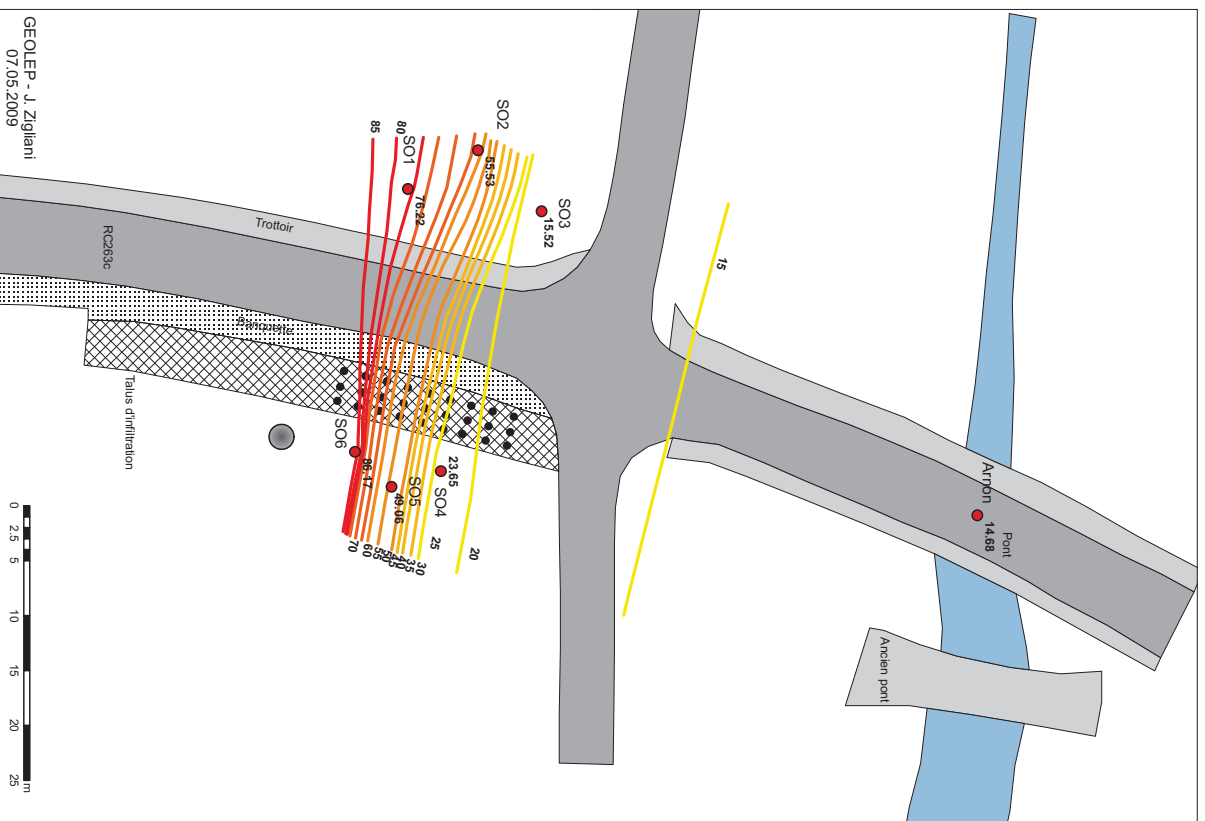 GEOLEP - J. Zigliani
07.05.2009
85
80
SO1
76.22
SO2
55.53
SO3
15.52
15
Trottoir
RC263c
Banquette
Talus d'infiltration
SO6
86.17
SO5
49.06
SO4
23.65
70
60
55
50
45
40
35
30
25
20
Arnon
14.68
Pont
Ancien pont
0
2.5
5
10
15
20
25
m